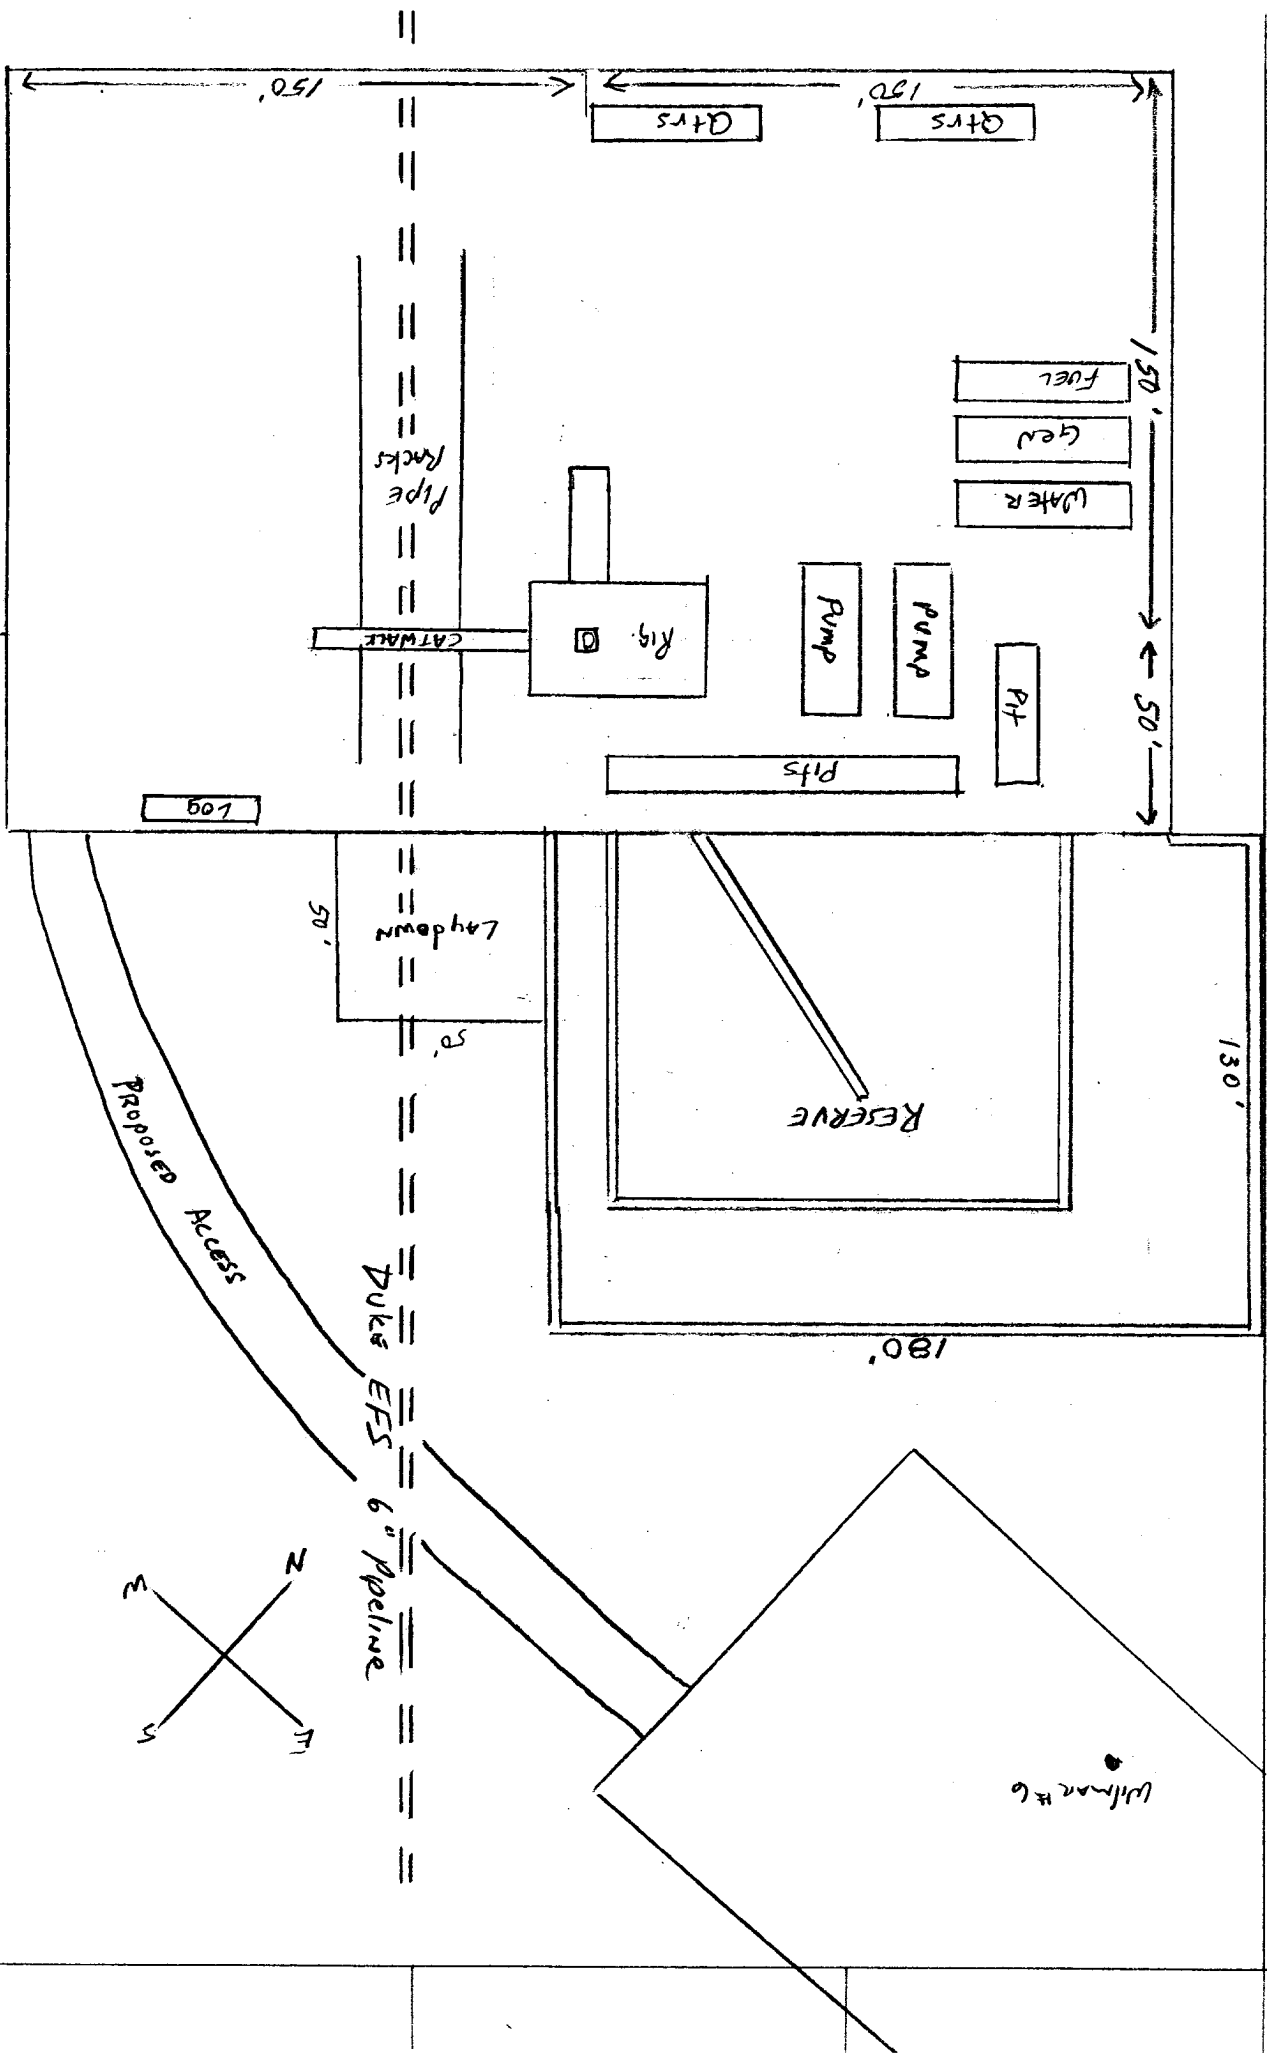 150'
150'
Qtrs
Qtrs
150'
FUEL
GEN
WATER
PIPE
RACKS
Rig.
CATWALK
Pump
Pump
Pit
50'
Pits
Log
Laydown
50'
50'
130'
RESERVE
180'
PROPOSED ACCESS
DUKE EFS 6" Pipeline
N
W
S
E
Wilmar #6